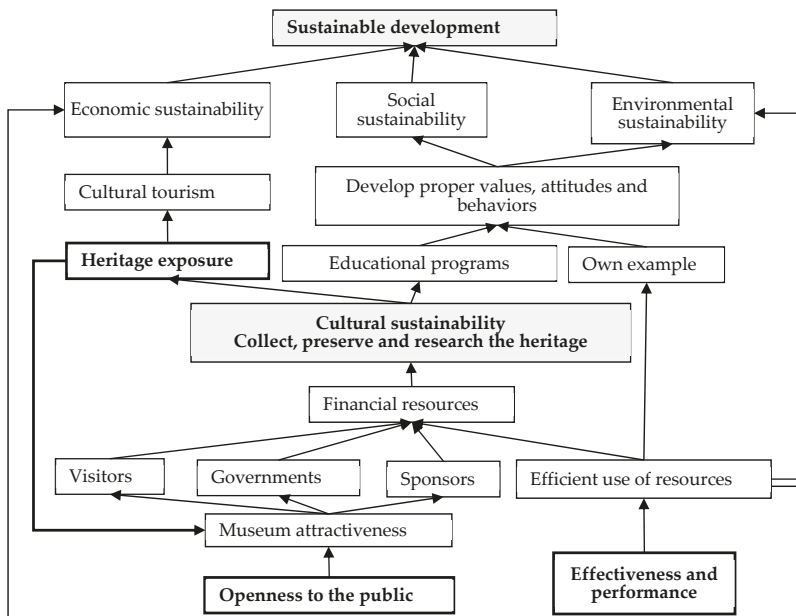 Sustainable development
Economic sustainability
Social
sustainability
Environmental
sustainability
Cultural tourism
Develop proper values, attitudes and
behaviors
Heritage exposure
Educational programs
Own example
Cultural sustainability
Collect, preserve and research the heritage
Financial resources
Visitors
Governments
Sponsors
Efficient use of resources
Museum attractiveness
Openness to the public
Effectiveness and
performance